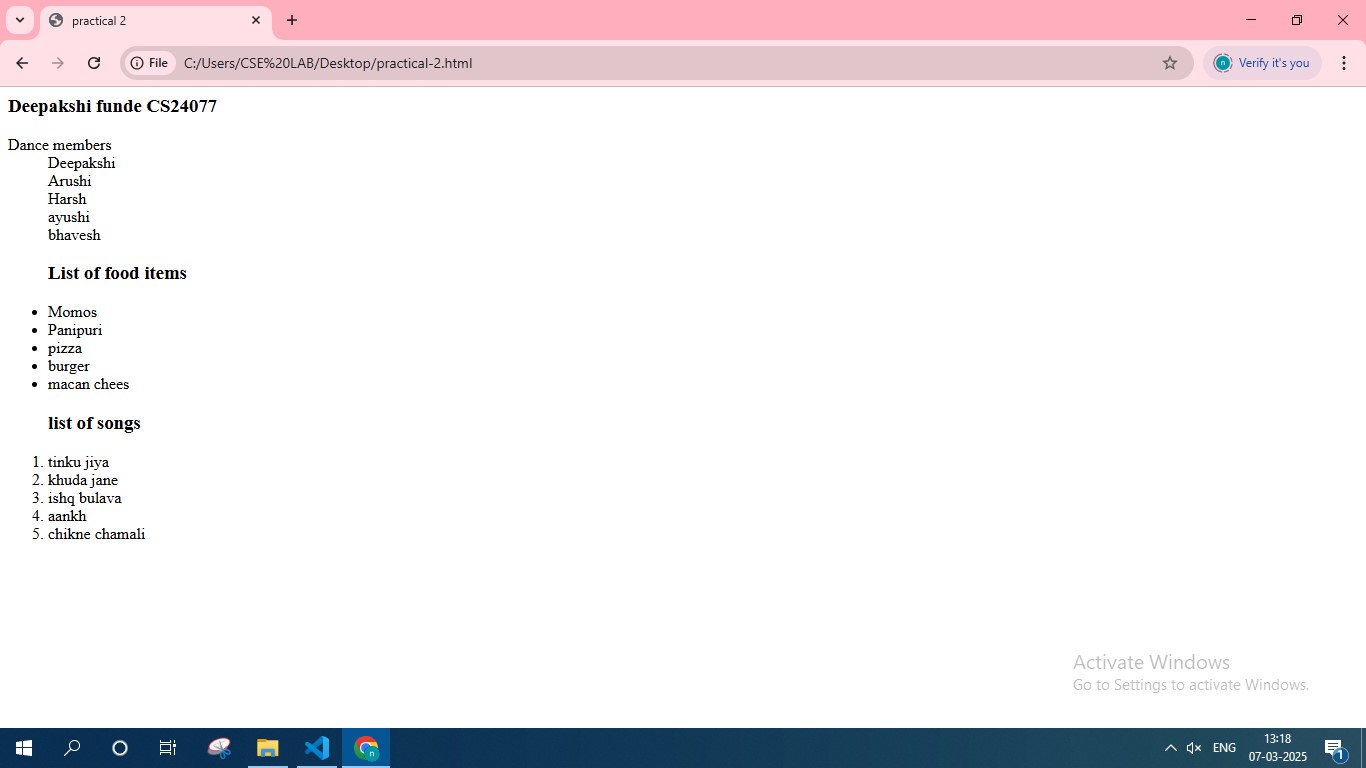 practical 2
File C:/Users/CSE%20LAB/Desktop/practical-2.html
n Verify it's you
Deepakshi funde CS24077
Dance members
Deepakshi
Arushi
Harsh
ayushi
bhavesh
List of food items
• Momos
• Panipuri
• pizza
• burger
• macan chees
list of songs
1. tinku jiya
2. khuda jane
3. ishq bulava
4. aankh
5. chikne chamali
Activate Windows
Go to Settings to activate Windows.
n
ENG
13:18
07-03-2025
1